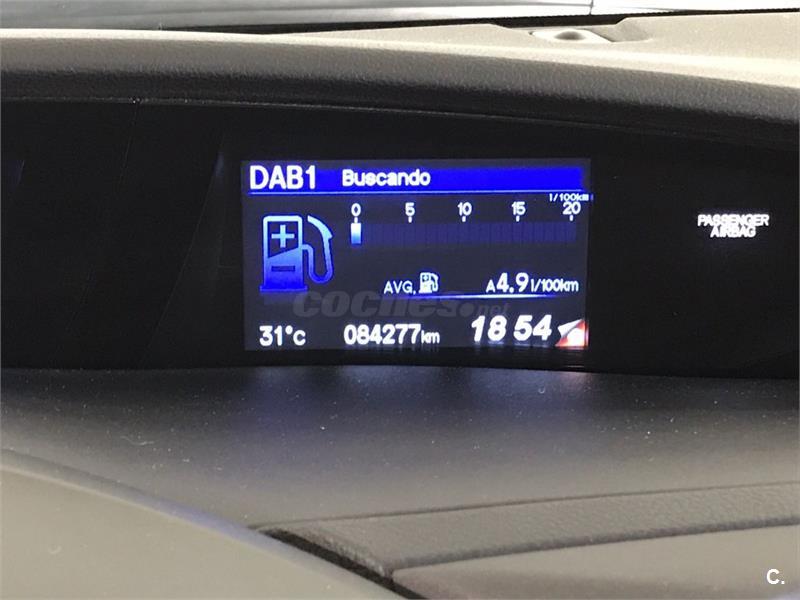 DAB1 Buscando
l/100km
0 5 10 15 20
AVG. A4.9 l/100km
coches.net
31°c 084277km 18 54
PASSENGER
AIRBAG
C.